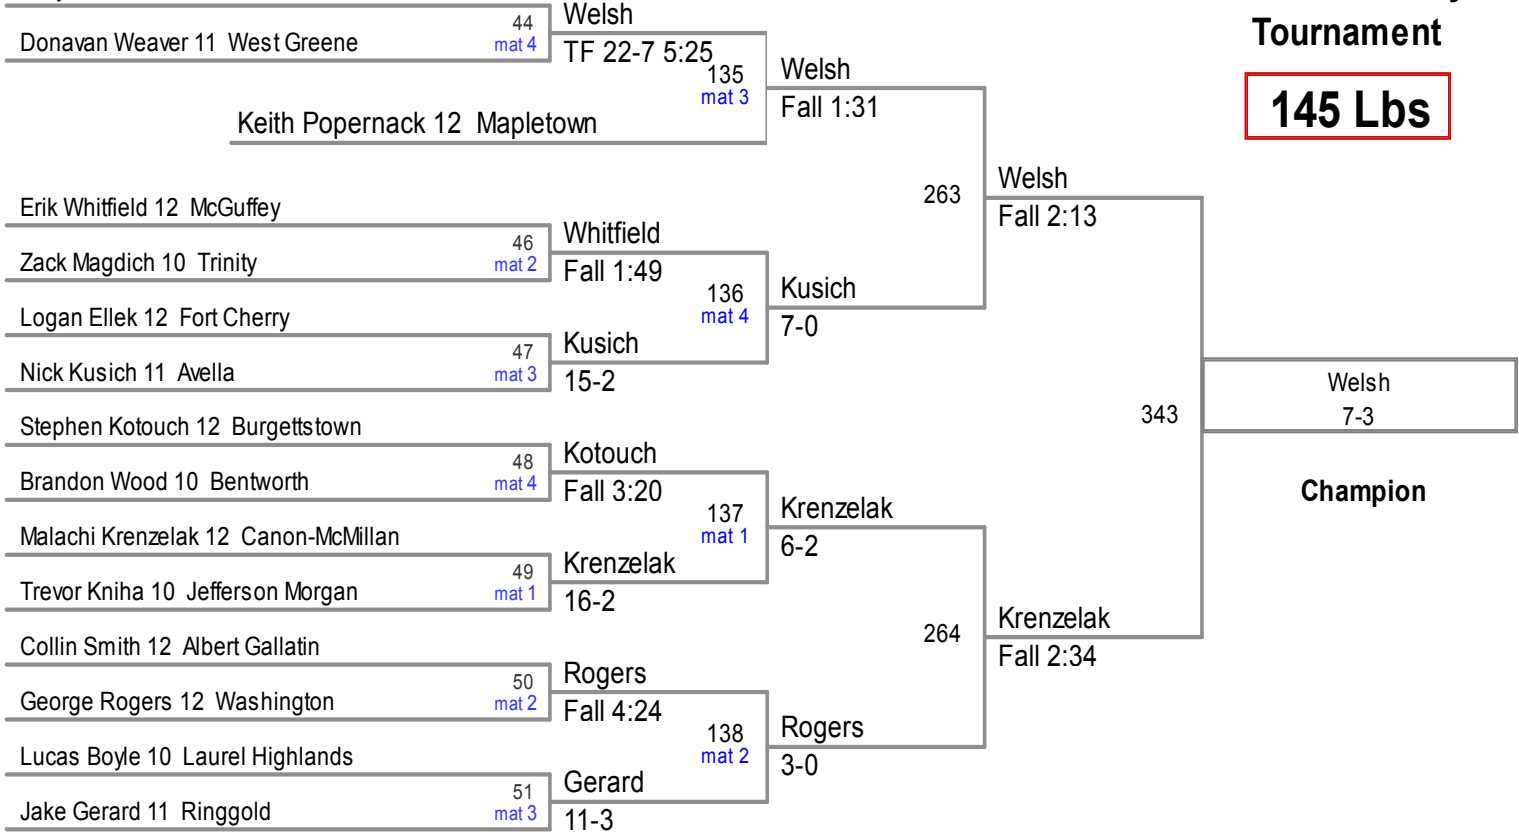 Tournament
145 Lbs
44
mat 4
Donavan Weaver 11 West Greene
Welsh
TF 22-7 5:25
135
mat 3
Keith Popernack 12 Mapletown
Welsh
Fall 1:31
Erik Whitfield 12 McGuffey
46
mat 2
Zack Magdich 10 Trinity
Whitfield
Fall 1:49
136
mat 4
Logan Ellek 12 Fort Cherry
47
mat 3
Nick Kusich 11 Avella
Kusich
15-2
Kusich
7-0
263
Welsh
Fall 2:13
Stephen Kotouch 12 Burgettstown
48
mat 4
Brandon Wood 10 Bentworth
Kotouch
Fall 3:20
137
mat 1
Malachi Krenzelak 12 Canon-McMillan
49
mat 1
Trevor Kniha 10 Jefferson Morgan
Krenzelak
16-2
Krenzelak
6-2
Collin Smith 12 Albert Gallatin
50
mat 2
George Rogers 12 Washington
Rogers
Fall 4:24
138
mat 2
Lucas Boyle 10 Laurel Highlands
51
mat 3
Jake Gerard 11 Ringgold
Gerard
11-3
Rogers
3-0
264
Krenzelak
Fall 2:34
343
Welsh
7-3
Champion